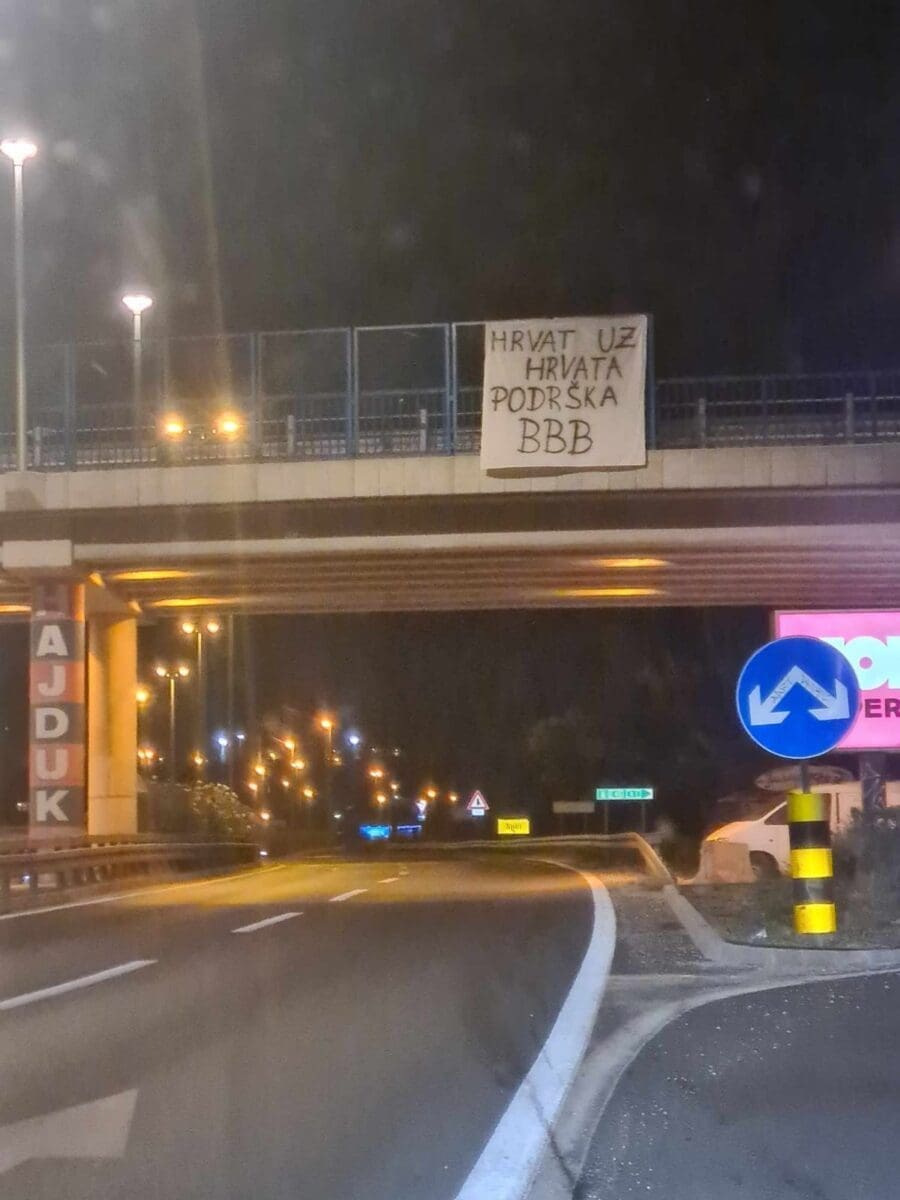 HRVAT UZ
HRVATA
PODRŠKA
BBB
HAJDUK